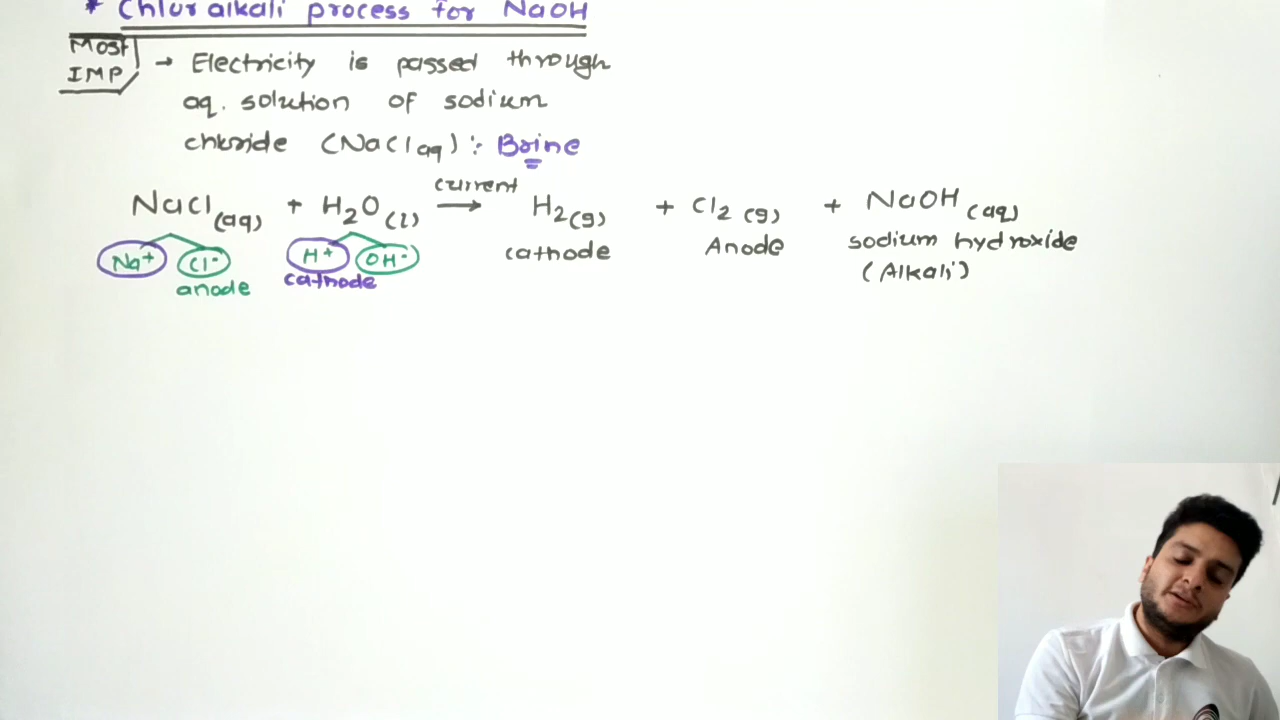 * Chlor alkali process for NaOH
Most IMP → Electricity is passed through
aq. solution of sodium
chloride (NaCl aq) : Brine
NaCl (aq) + H2O (l) current → H2 (g) + Cl2 (g) + NaOH (aq)
cathode Anode sodium hydroxide
Na+ Cl- H+ OH- (Alkali)
anode cathode